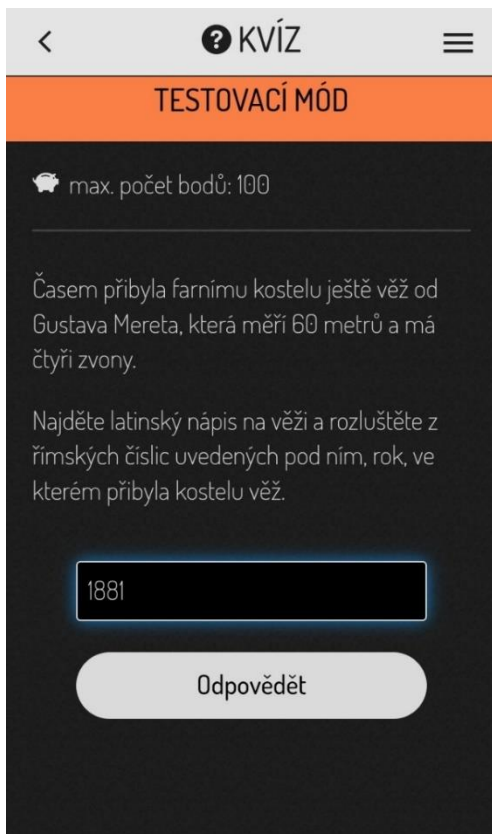 KVÍZ
TESTOVACÍ MÓD
max. počet bodů: 100
Časem přibyla farnímu kostelu ještě věž od
Gustava Mereta, která měří 60 metrů a má
čtyři zvony.
Najděte latinský nápis na věži a rozluštěte z
římských číslic uvedených pod ním, rok, ve
kterém přibyla kostelu věž.
1881
Odpovědět